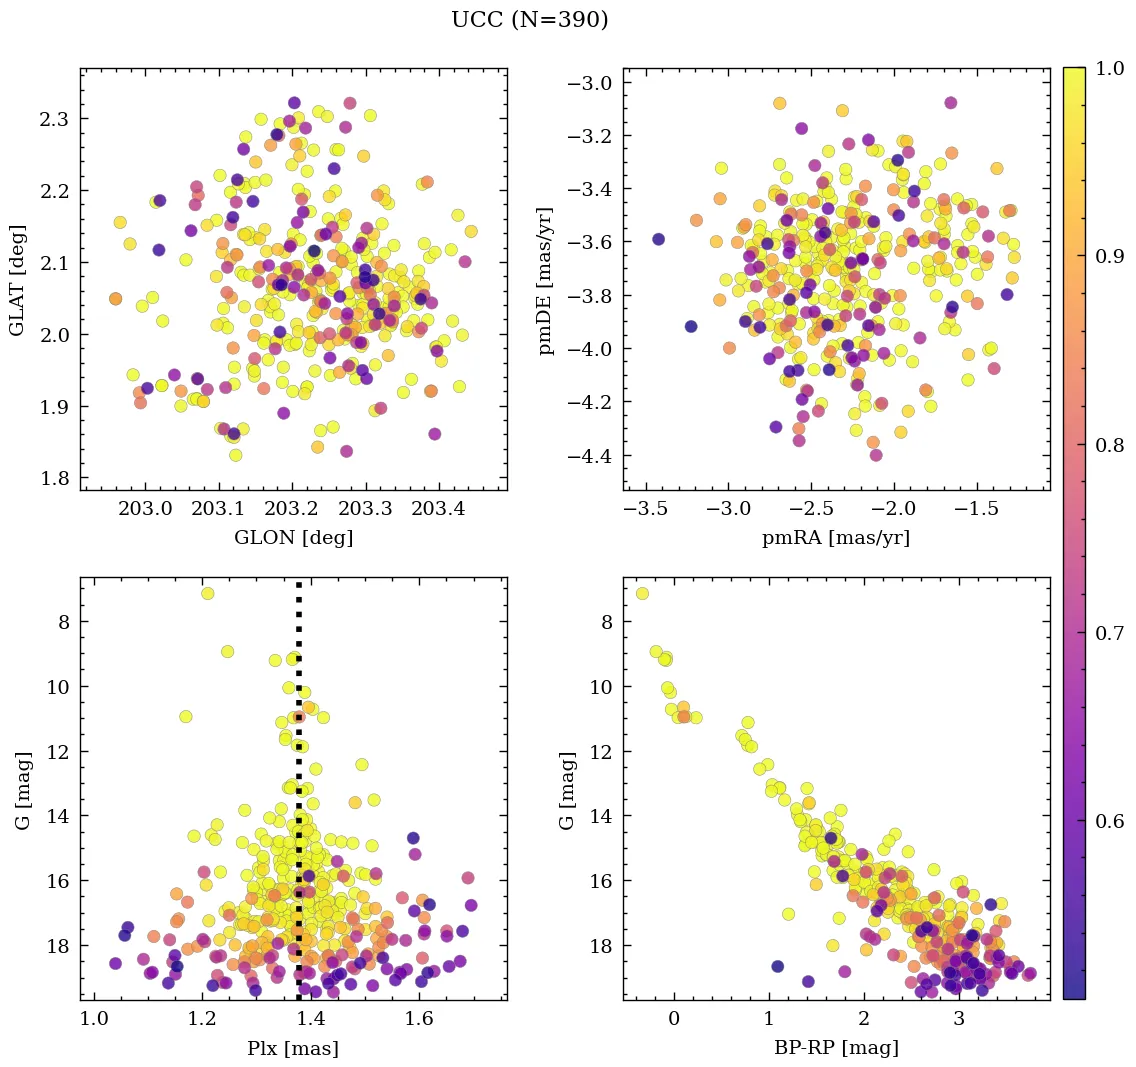 UCC (N=390)
2.3
2.2
2.1
2.0
1.9
1.8
GLAT [deg]
203.0 203.1 203.2 203.3 203.4
GLON [deg]
−3.0
−3.2
−3.4
−3.6
−3.8
−4.0
−4.2
−4.4
pmDE [mas/yr]
−3.5 −3.0 −2.5 −2.0 −1.5
pmRA [mas/yr]
1.0
0.9
0.8
0.7
0.6
8
10
12
14
16
18
G [mag]
1.0 1.2 1.4 1.6
Plx [mas]
8
10
12
14
16
18
G [mag]
0 1 2 3
BP-RP [mag]